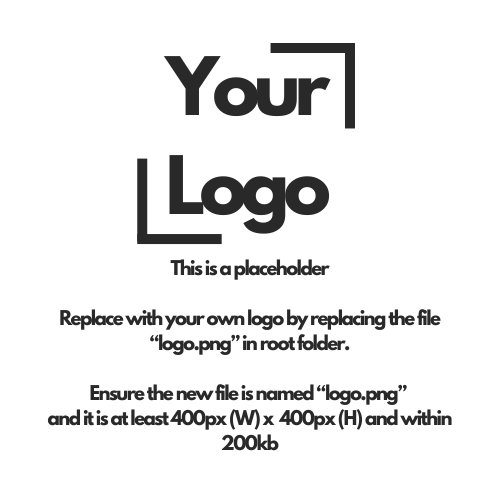 Your
Logo
This is a placeholder
Replace with your own logo by replacing the file
“logo.png” in root folder.
Ensure the new file is named “logo.png”
and it is at least 400px (W) x 400px (H) and within
200kb